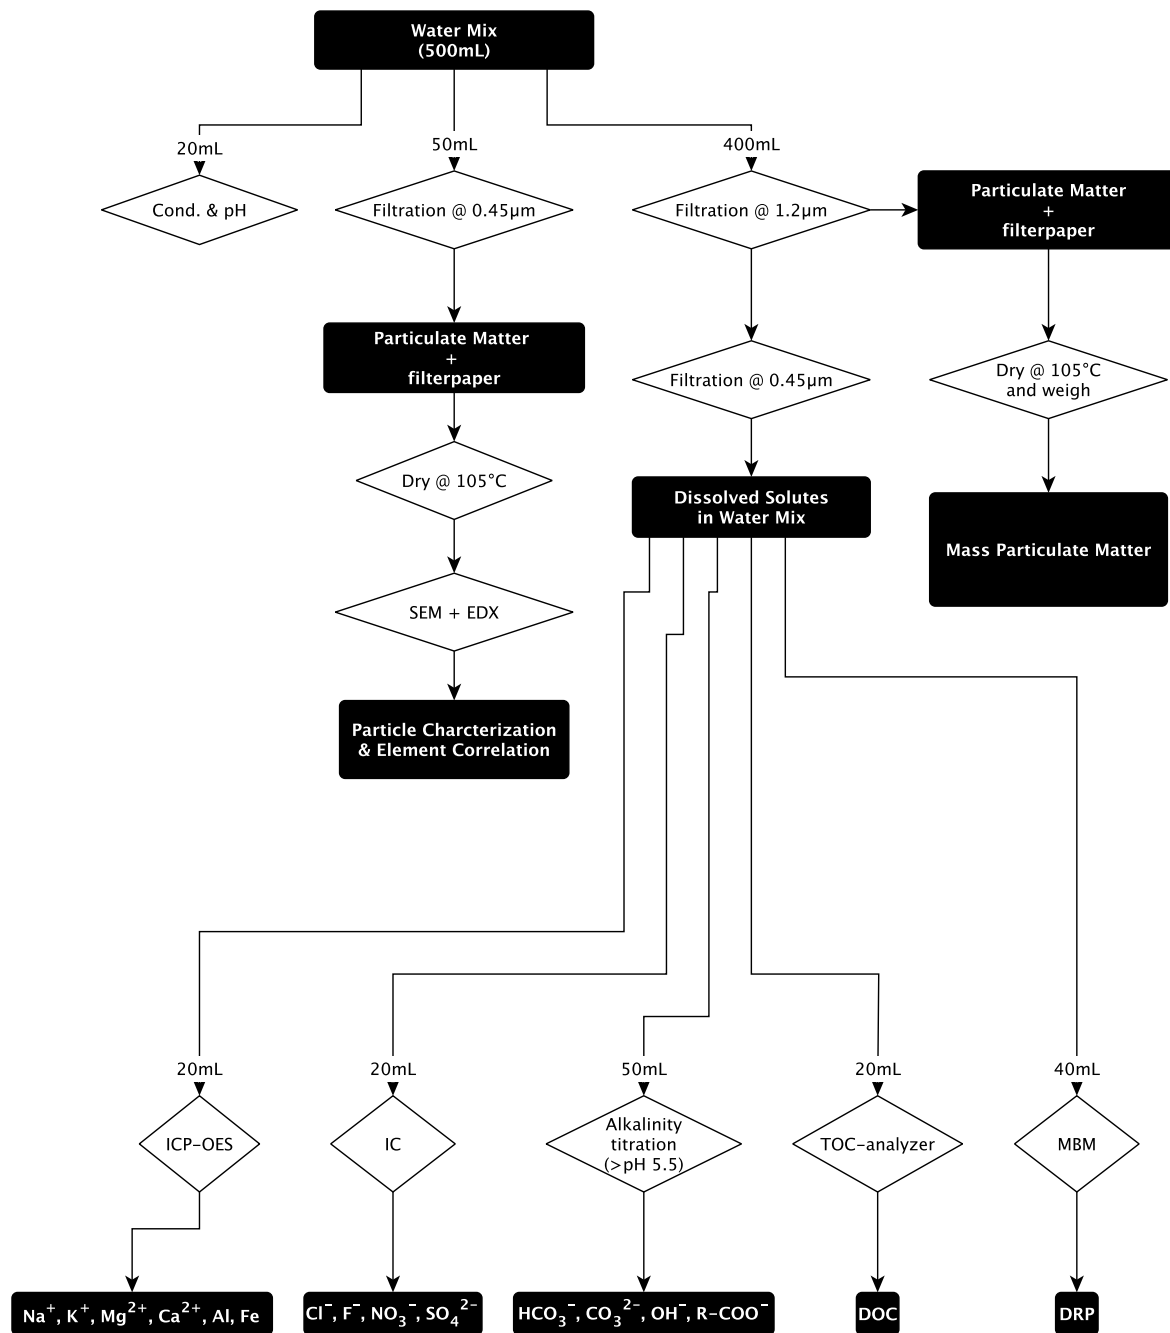 Water Mix
(500mL)
20mL
50mL
400mL
Cond. & pH
Filtration @ 0.45µm
Filtration @ 1.2µm
Particulate Matter
+
filterpaper
Particulate Matter
+
filterpaper
Filtration @ 0.45µm
Dry @ 105°C
and weigh
Dry @ 105°C
Dissolved Solutes
in Water Mix
Mass Particulate Matter
SEM + EDX
Particle Charcterization
& Element Correlation
20mL
20mL
50mL
20mL
40mL
ICP-OES
IC
Alkalinity
titration
(>pH 5.5)
TOC-analyzer
MBM
Na⁺, K⁺, Mg²⁺, Ca²⁺, Al, Fe
Cl⁻, F⁻, NO₃⁻, SO₄²⁻
HCO₃⁻, CO₃²⁻, OH⁻, R-COO⁻
DOC
DRP